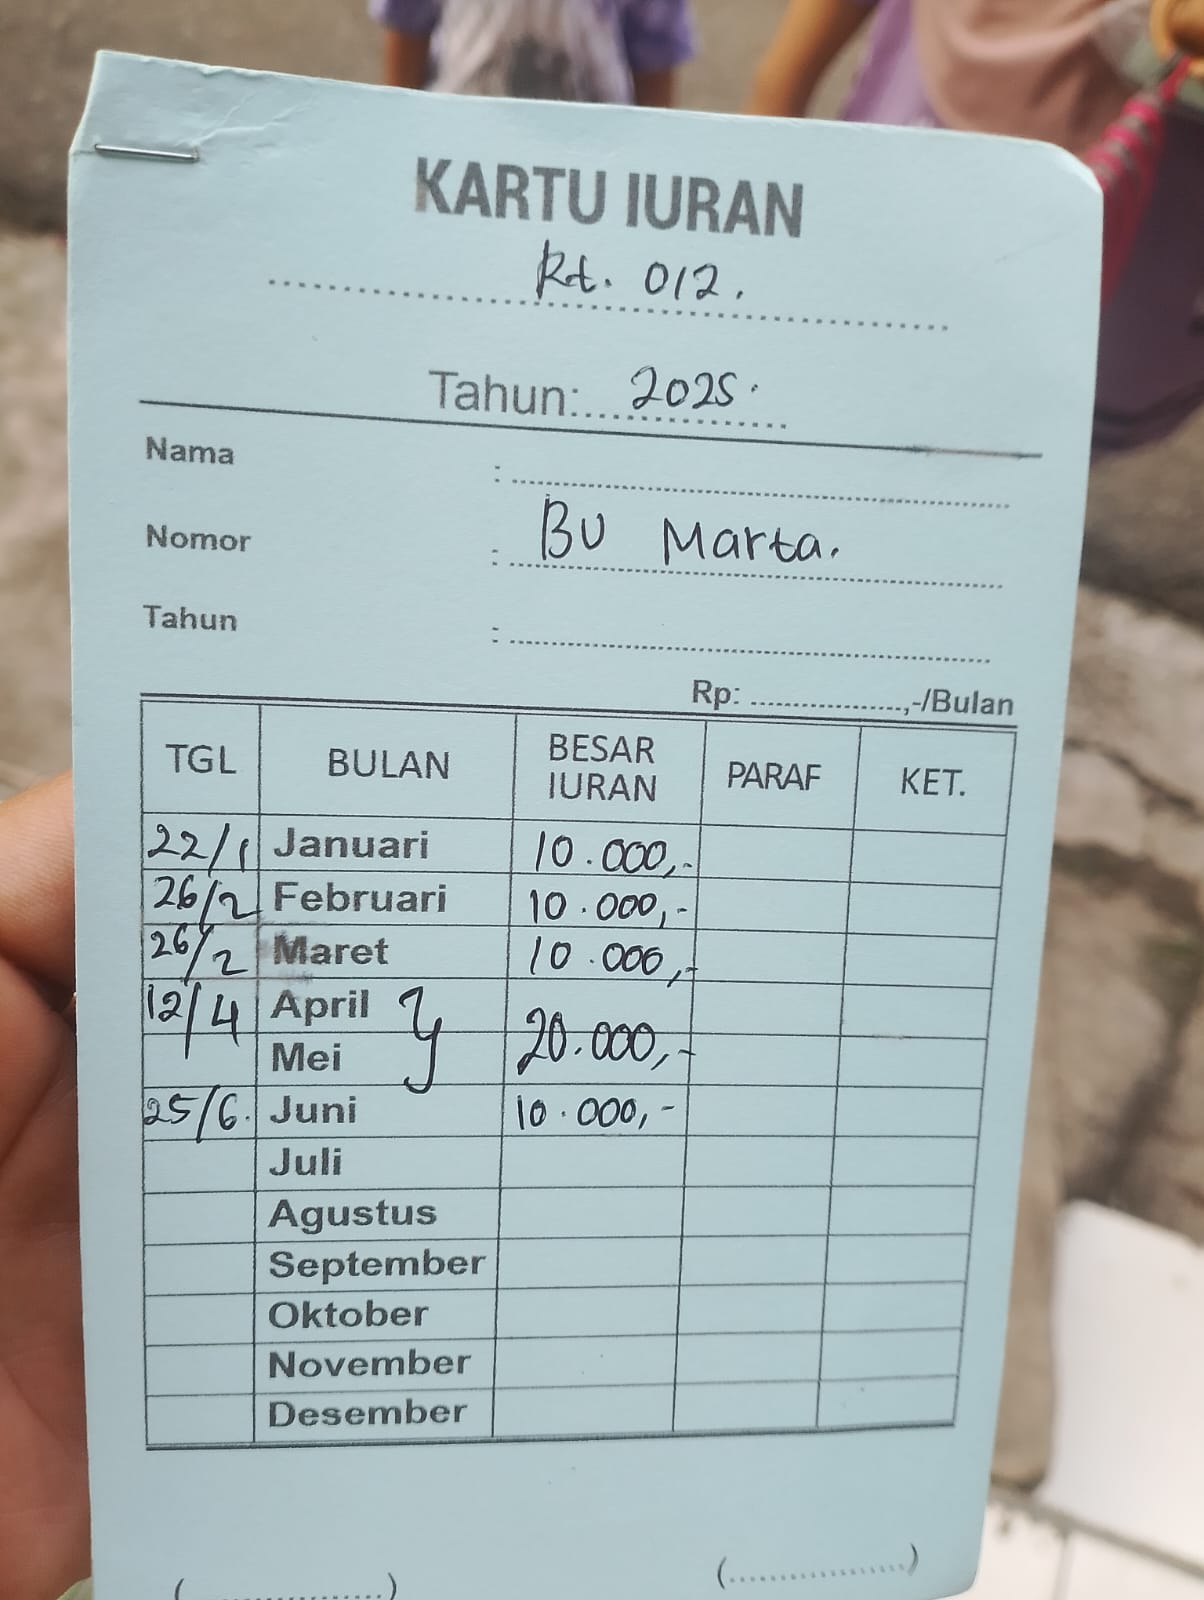 KARTU IURAN
Rt. 012.
Tahun: 2025.
Nama :
Nomor : BU Marta.
Tahun :
Rp: ..................,-/Bulan
TGL BULAN BESAR IURAN PARAF KET.
22/1 Januari 10.000,-
26/2 Februari 10.000,-
26/2 Maret 10.000,-
12/4 April } 20.000,-
Mei
25/6. Juni 10.000,-
Juli
Agustus
September
Oktober
November
Desember
(..................) (..................)